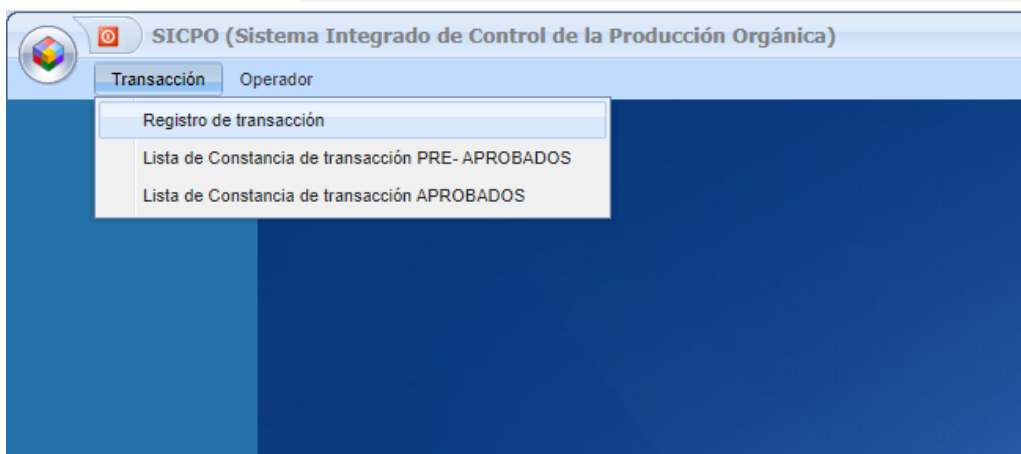 SICPO (Sistema Integrado de Control de la Producción Orgánica)
Transacción Operador
Registro de transacción
Lista de Constancia de transacción PRE- APROBADOS
Lista de Constancia de transacción APROBADOS